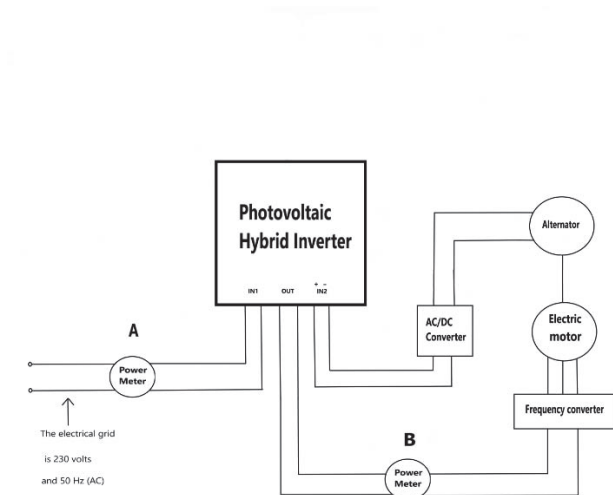 Photovoltaic
Hybrid Inverter
IN1
OUT
+ -
IN2
Alternator
AC/DC
Converter
Electric
motor
Frequency converter
A
Power
Meter
B
Power
Meter
The electrical grid
is 230 volts
and 50 Hz (AC)